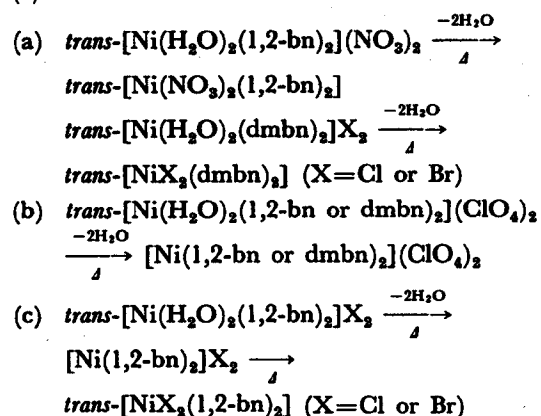 (a) trans-[Ni(H₂O)₂(1,2-bn)₂](NO₃)₂ —2H₂O→ Δ
trans-[Ni(NO₃)₂(1,2-bn)₂]
trans-[Ni(H₂O)₂(dmbn)₂]X₂ —2H₂O→ Δ
trans-[NiX₂(dmbn)₂] (X=Cl or Br)
(b) trans-[Ni(H₂O)₂(1,2-bn or dmbn)₂](ClO₄)₂
—2H₂O→ Δ [Ni(1,2-bn or dmbn)₂](ClO₄)₂
(c) trans-[Ni(H₂O)₂(1,2-bn)₂]X₂ —2H₂O→ Δ
[Ni(1,2-bn)₂]X₂ → Δ
trans-[NiX₂(1,2-bn)₂] (X=Cl or Br)